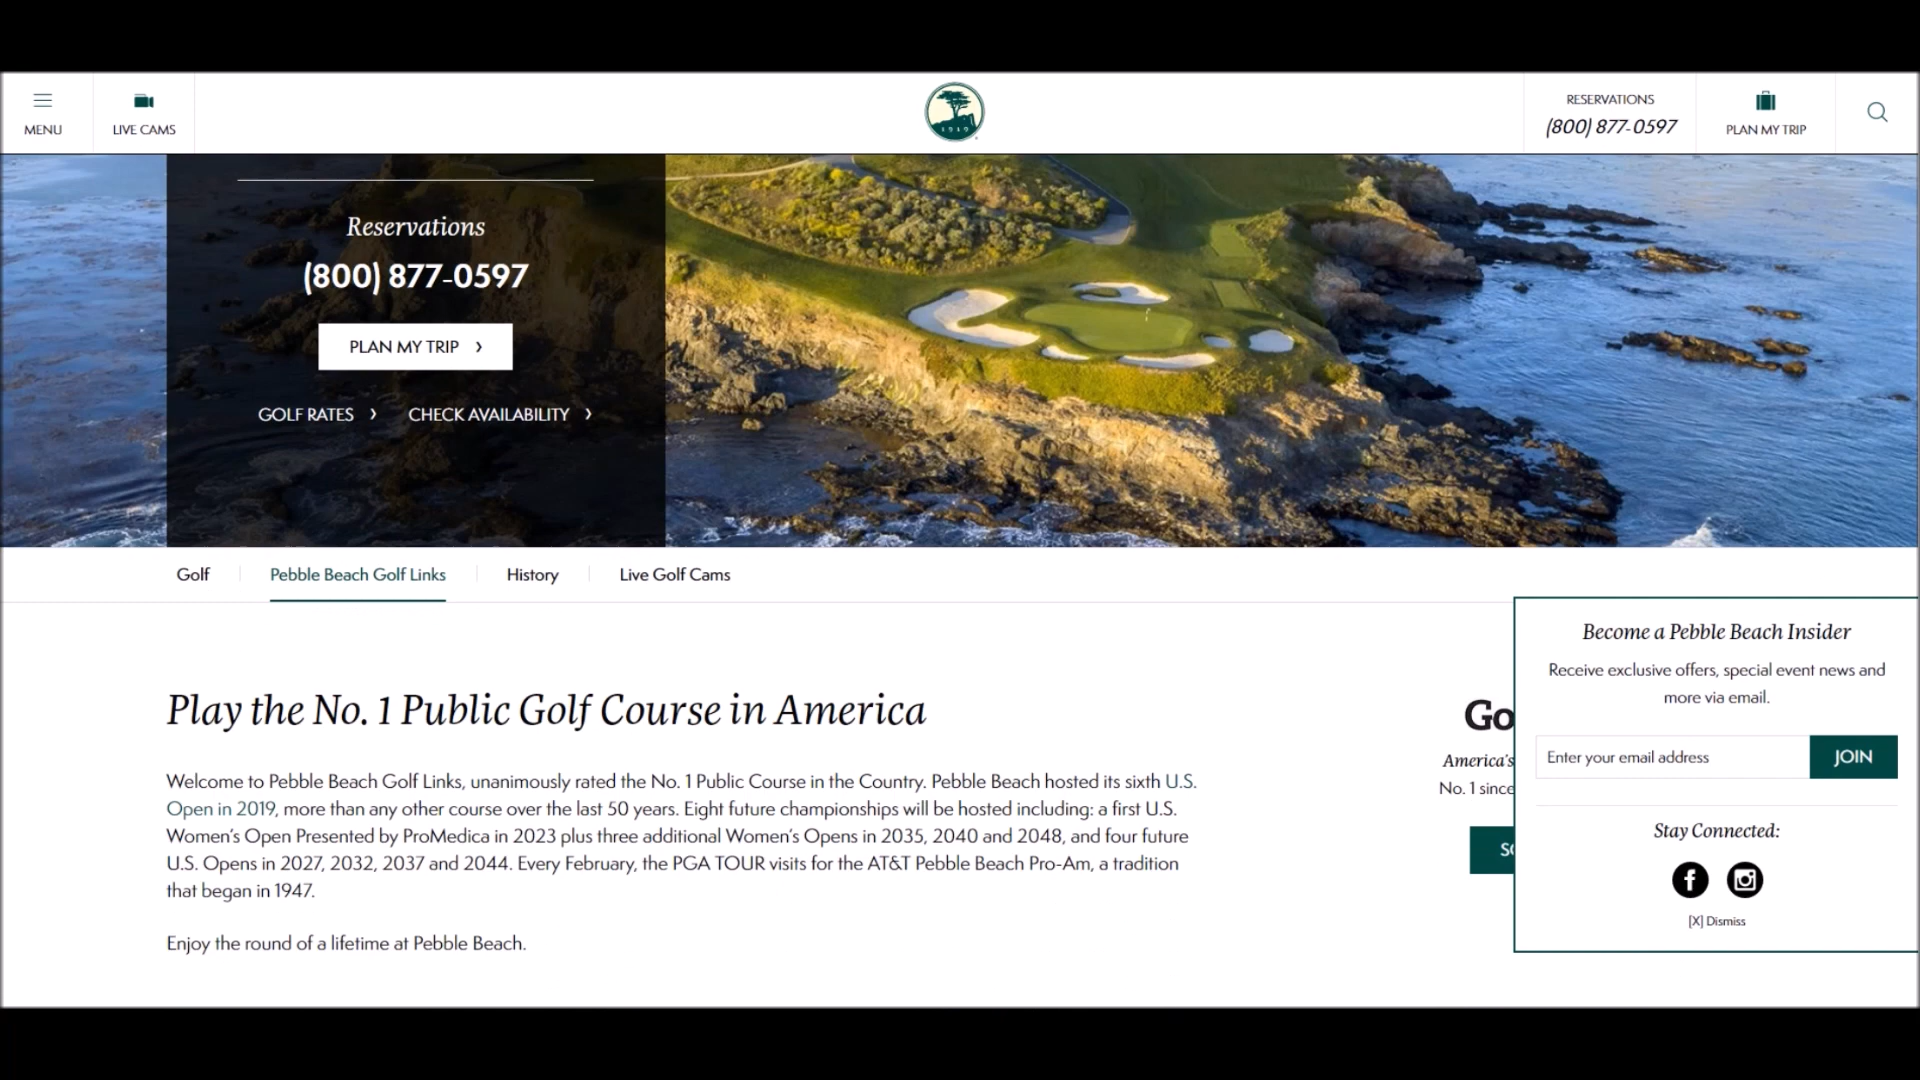 MENU
LIVE CAMS
1919
RESERVATIONS
(800) 877-0597
PLAN MY TRIP
Reservations
(800) 877-0597
PLAN MY TRIP ›
GOLF RATES › CHECK AVAILABILITY ›
Golf
Pebble Beach Golf Links
History
Live Golf Cams
Play the No. 1 Public Golf Course in America
Welcome to Pebble Beach Golf Links, unanimously rated the No. 1 Public Course in the Country. Pebble Beach hosted its sixth U.S.
Open in 2019, more than any other course over the last 50 years. Eight future championships will be hosted including: a first U.S.
Women's Open Presented by ProMedica in 2023 plus three additional Women's Opens in 2035, 2040 and 2048, and four future
U.S. Opens in 2027, 2032, 2037 and 2044. Every February, the PGA TOUR visits for the AT&T Pebble Beach Pro-Am, a tradition
that began in 1947.
Enjoy the round of a lifetime at Pebble Beach.
Go
America's
No. 1 since
Become a Pebble Beach Insider
Receive exclusive offers, special event news and
more via email.
Enter your email address
JOIN
Stay Connected:
[X] Dismiss